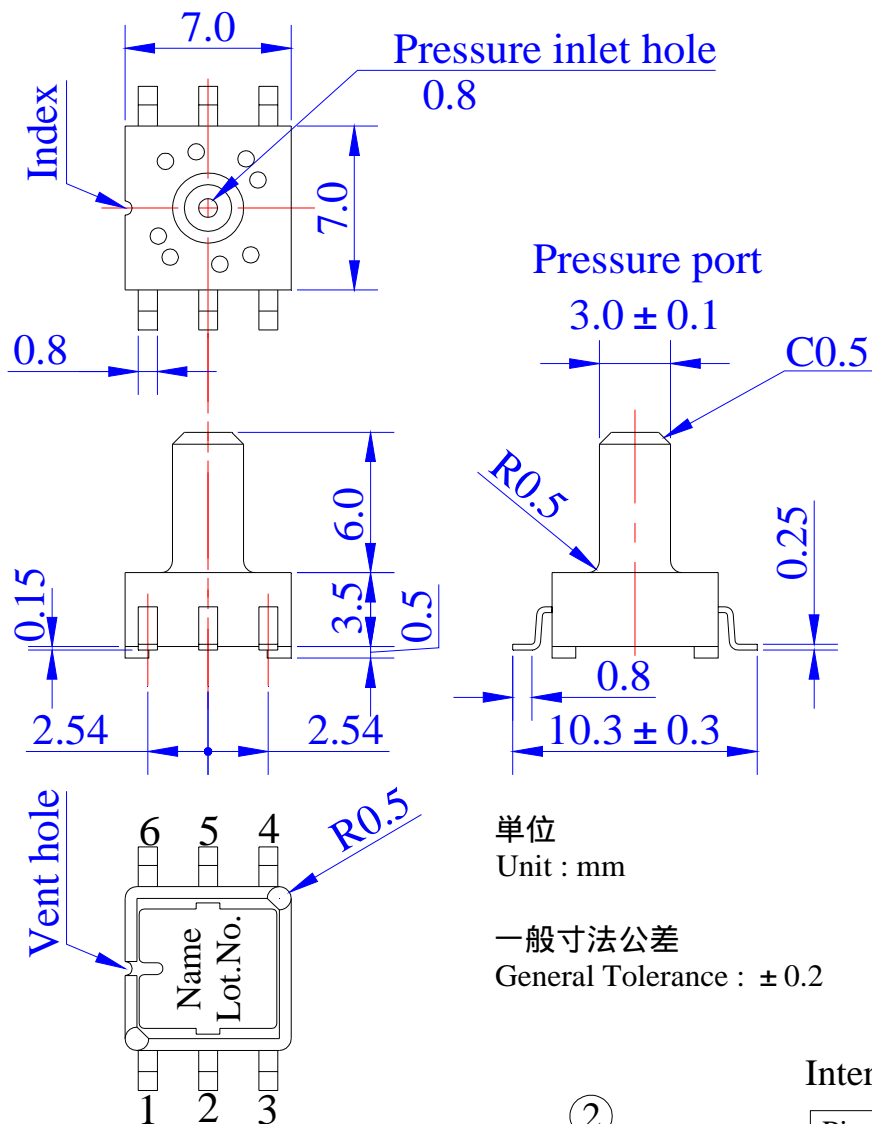 7.0
Pressure inlet hole
0.8
Index
7.0
Pressure port
3.0 ± 0.1
0.8
C0.5
R0.5
6.0
0.25
0.15
3.5
0.5
0.8
2.54
2.54
10.3 ± 0.3
Vent hole
6 5 4
R0.5
単位
Unit : mm
Name
Lot.No.
一般寸法公差
General Tolerance : ± 0.2
1 2 3
2
Inter